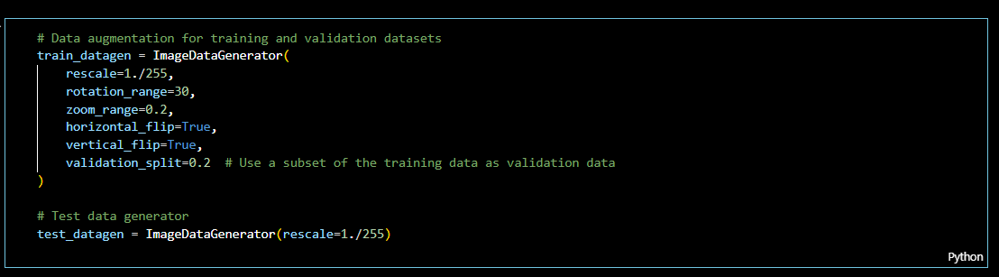 # Data augmentation for training and validation datasets
train_datagen = ImageDataGenerator(
    rescale=1./255,
    rotation_range=30,
    zoom_range=0.2,
    horizontal_flip=True,
    vertical_flip=True,
    validation_split=0.2  # Use a subset of the training data as validation data
)

# Test data generator
test_datagen = ImageDataGenerator(rescale=1./255)
Python